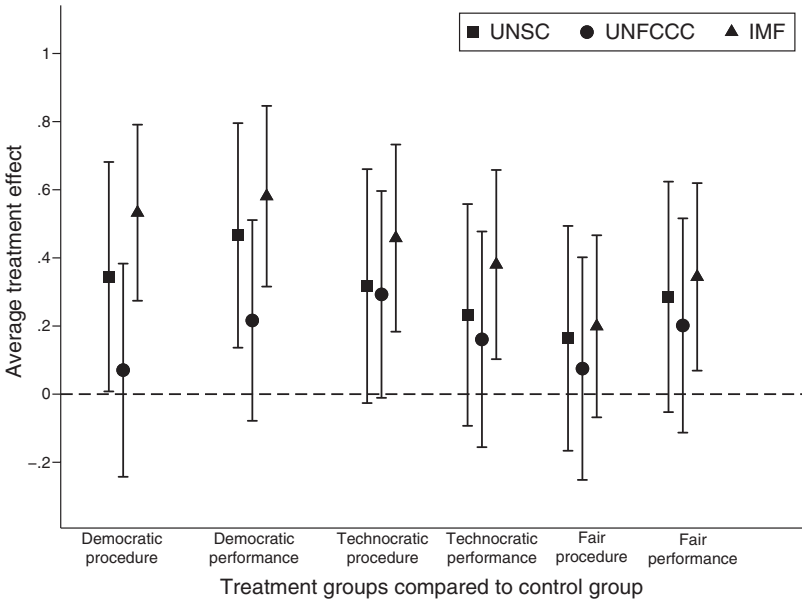 UNSC UNFCCC IMF
1
.8
.6
.4
.2
0
–.2
Average treatment effect
Democratic procedure
Democratic performance
Technocratic procedure
Technocratic performance
Fair procedure
Fair performance
Treatment groups compared to control group